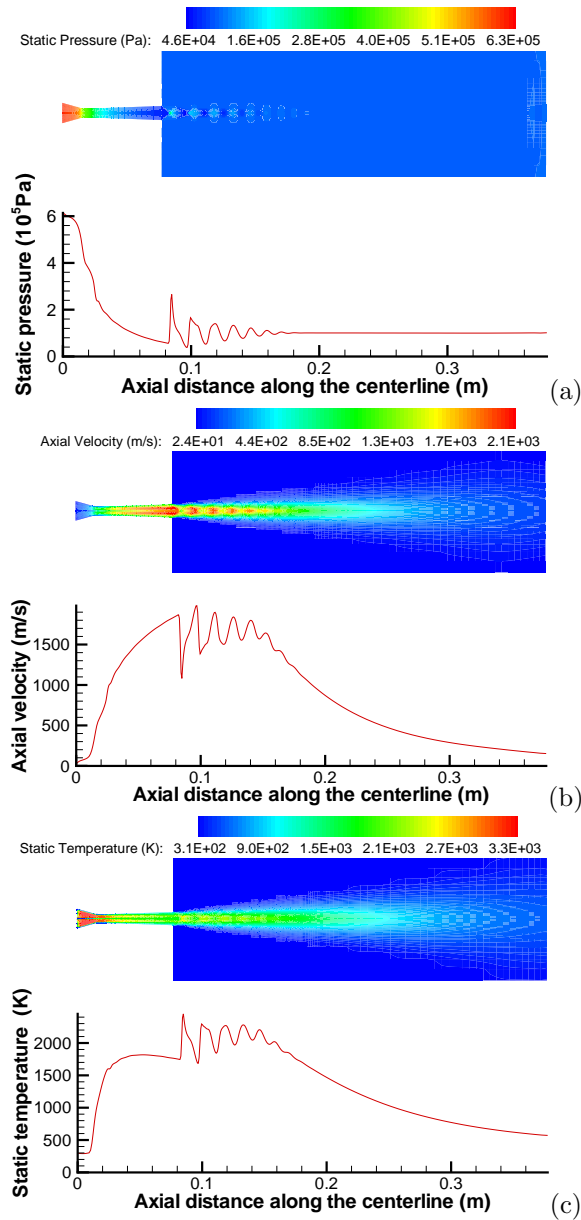 Static Pressure (Pa): 4.6E+04 1.6E+05 2.8E+05 4.0E+05 5.1E+05 6.3E+05
Static pressure (10⁵Pa)
6
4
2
0
0 0.1 0.2 0.3
Axial distance along the centerline (m)
(a)
Axial Velocity (m/s): 2.4E+01 4.4E+02 8.5E+02 1.3E+03 1.7E+03 2.1E+03
Axial velocity (m/s)
1500
1000
500
0
0 0.1 0.2 0.3
Axial distance along the centerline (m)
(b)
Static Temperature (K): 3.1E+02 9.0E+02 1.5E+03 2.1E+03 2.7E+03 3.3E+03
Static temperature (K)
2000
1500
1000
500
0
0 0.1 0.2 0.3
Axial distance along the centerline (m)
(c)